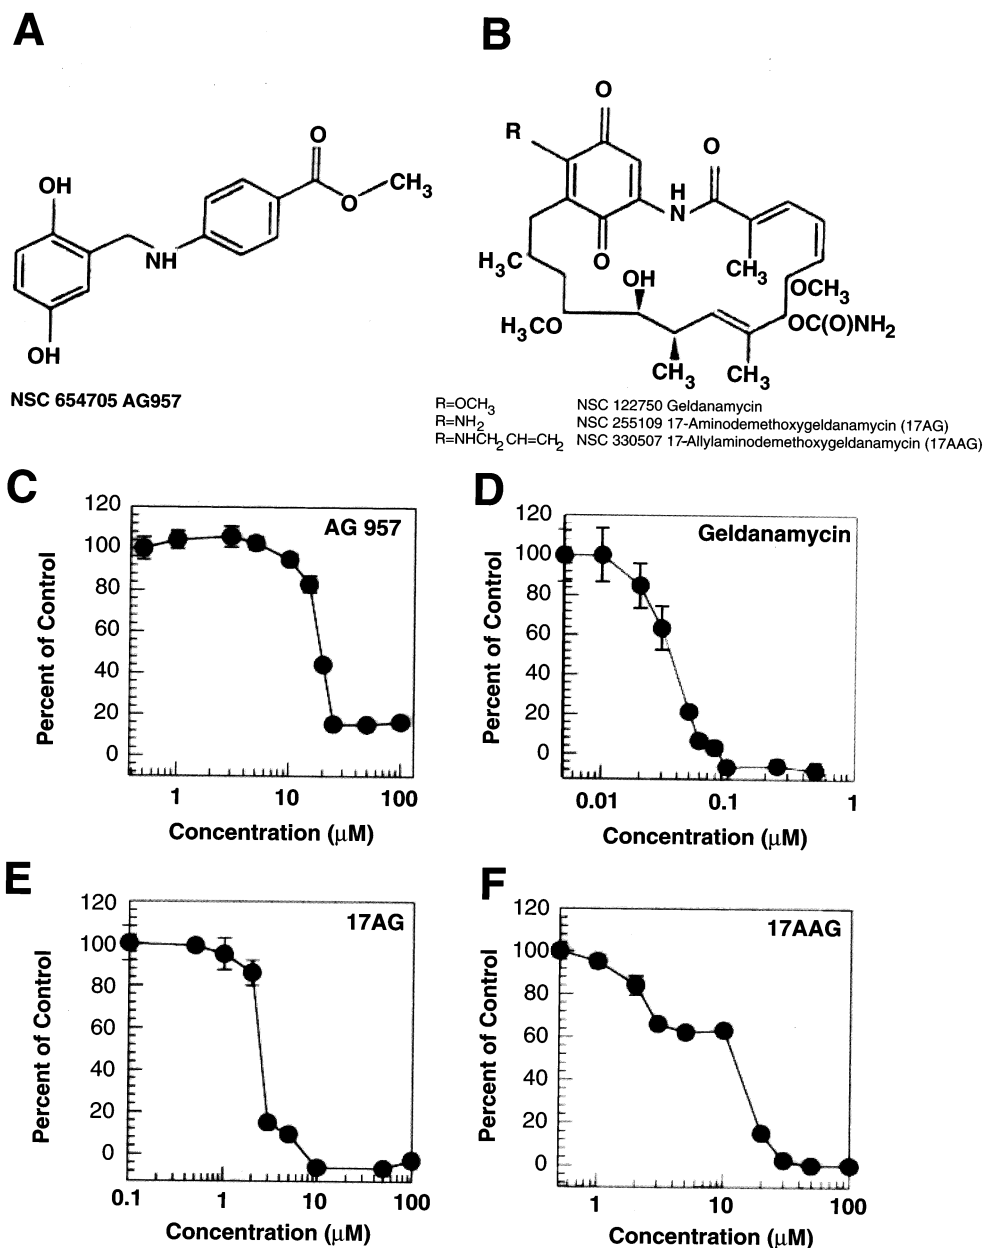 A
OH
OH
NH
O
O
CH3
NSC 654705 AG957
B
O
R
O
H
N
O
CH3
H3C
OH
OCH3
H3CO
OC(O)NH2
CH3
CH3
R=OCH3 NSC 122750 Geldanamycin
R=NH2 NSC 255109 17-Aminodemethoxygeldanamycin (17AG)
R=NHCH2CH=CH2 NSC 330507 17-Allylaminodemethoxygeldanamycin (17AAG)
C
AG 957
Percent of Control
120
100
80
60
40
20
0
1 10 100
Concentration (μM)
D
Geldanamycin
Percent of Control
120
100
80
60
40
20
0
0.01 0.1 1
Concentration (μM)
E
17AG
Percent of Control
120
100
80
60
40
20
0
0.1 1 10 100
Concentration (μM)
F
17AAG
Percent of Control
120
100
80
60
40
20
0
1 10 100
Concentration (μM)